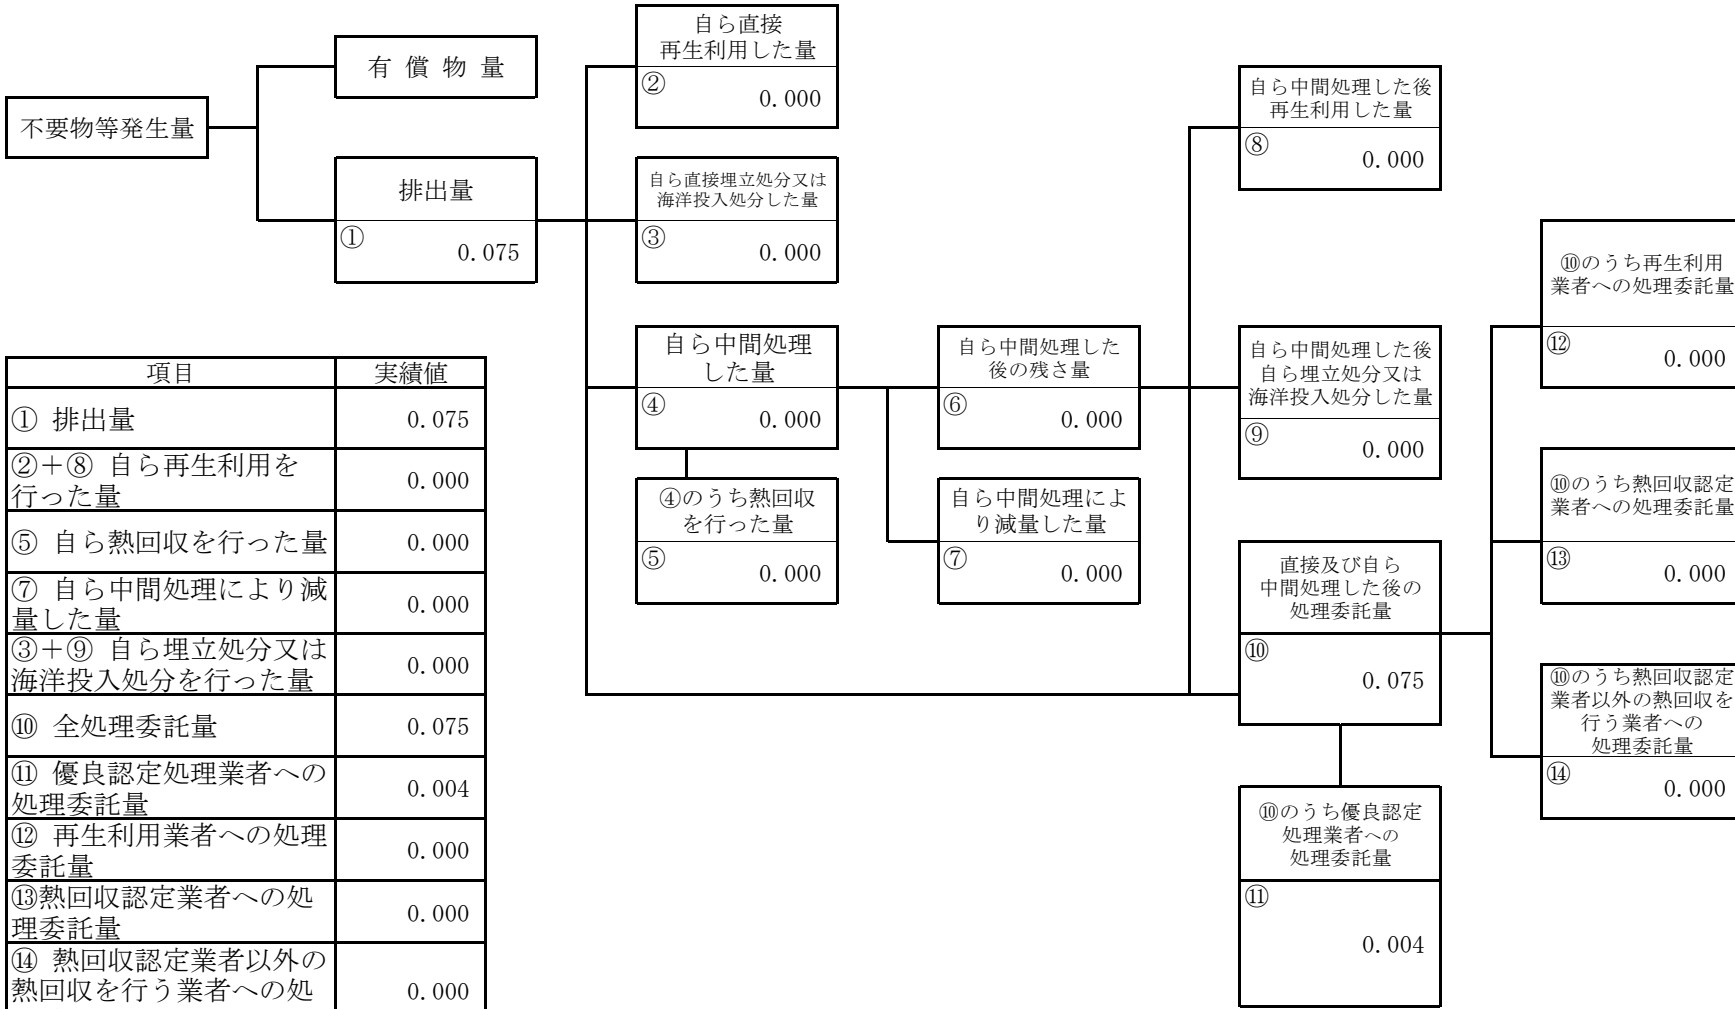 不要物等発生量
有 償 物 量
排出量
①
0.075
自ら直接
再生利用した量
②
0.000
自ら直接埋立処分又は
海洋投入処分した量
③
0.000
自ら中間処理
した量
④
0.000
④のうち熱回収
を行った量
⑤
0.000
自ら中間処理した
後の残さ量
⑥
0.000
自ら中間処理によ
り減量した量
⑦
0.000
自ら中間処理した後
再生利用した量
⑧
0.000
自ら中間処理した後
自ら埋立処分又は
海洋投入処分した量
⑨
0.000
直接及び自ら
中間処理した後の
処理委託量
⑩
0.075
⑩のうち優良認定
処理業者への
処理委託量
⑪
0.004
⑩のうち再生利用
業者への処理委託量
⑫
0.000
⑩のうち熱回収認定
業者への処理委託量
⑬
0.000
⑩のうち熱回収認定
業者以外の熱回収を
行う業者への
処理委託量
⑭
0.000
項目 実績値
① 排出量 0.075
②＋⑧ 自ら再生利用を
行った量 0.000
⑤ 自ら熱回収を行った量 0.000
⑦ 自ら中間処理により減
量した量 0.000
③＋⑨ 自ら埋立処分又は
海洋投入処分を行った量 0.000
⑩ 全処理委託量 0.075
⑪ 優良認定処理業者への
処理委託量 0.004
⑫ 再生利用業者への処理
委託量 0.000
⑬熱回収認定業者への処
理委託量 0.000
⑭ 熱回収認定業者以外の
熱回収を行う業者への処 0.000